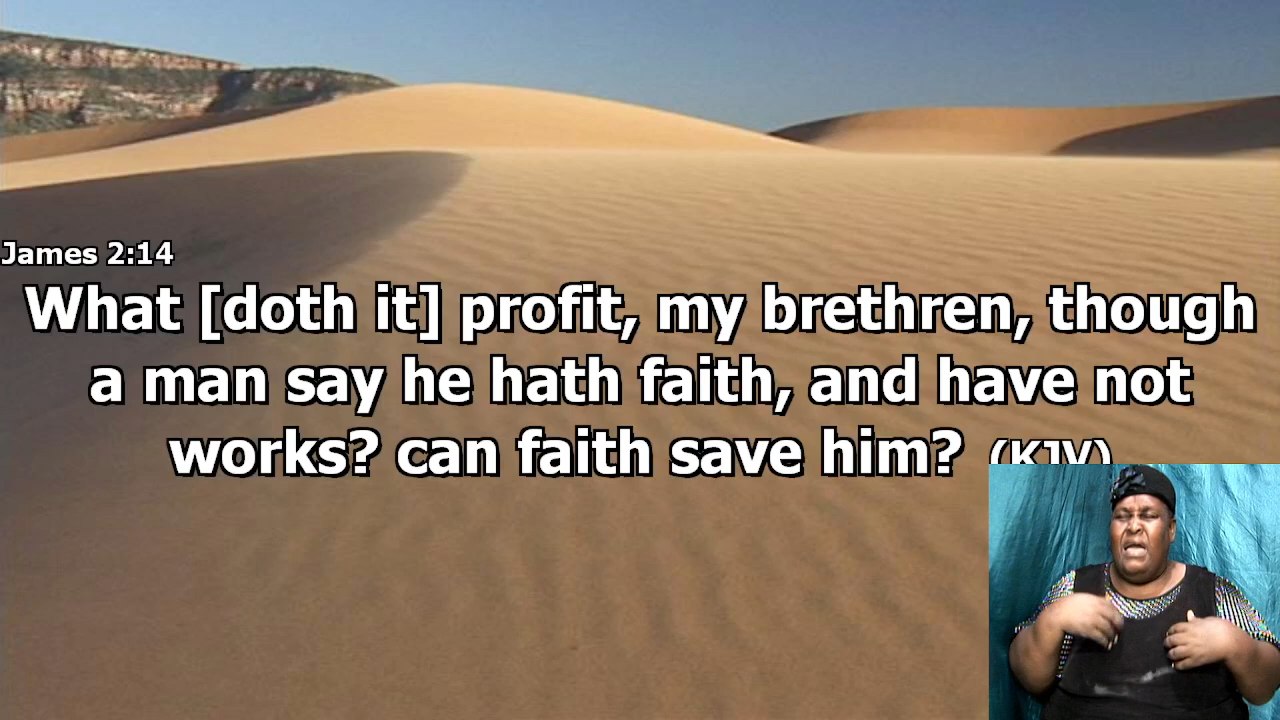 James 2:14
What [doth it] profit, my brethren, though
a man say he hath faith, and have not
works? can faith save him? (KJV)